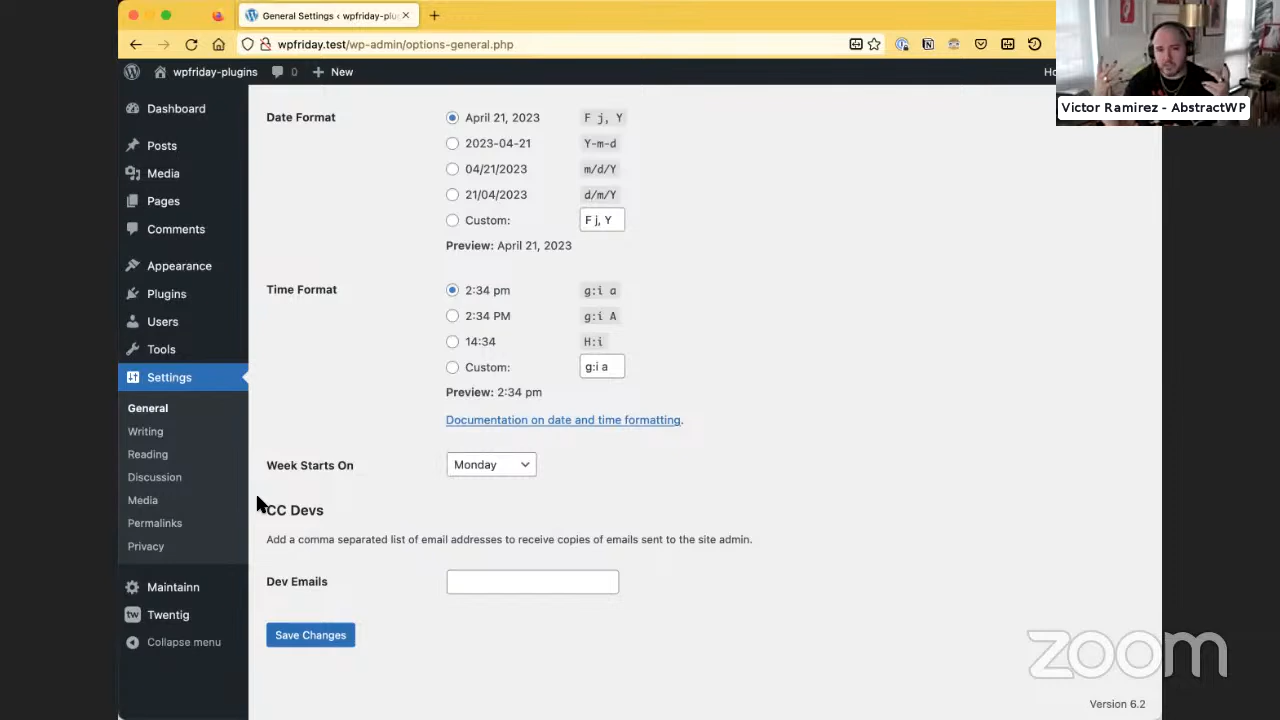 General Settings ‹ wpfriday-plu
wpfriday.test/wp-admin/options-general.php
wpfriday-plugins 0 New Ho
Victor Ramirez - AbstractWP
Dashboard
Posts
Media
Pages
Comments
Appearance
Plugins
Users
Tools
Settings
General
Writing
Reading
Discussion
Media
Permalinks
Privacy
Maintainn
tw Twentig
Collapse menu
Date Format
April 21, 2023 F j, Y
2023-04-21 Y-m-d
04/21/2023 m/d/Y
21/04/2023 d/m/Y
Custom: F j, Y
Preview: April 21, 2023
Time Format
2:34 pm g:i a
2:34 PM g:i A
14:34 H:i
Custom: g:i a
Preview: 2:34 pm
Documentation on date and time formatting.
Week Starts On Monday
CC Devs
Add a comma separated list of email addresses to receive copies of emails sent to the site admin.
Dev Emails
Save Changes
zoom
Version 6.2